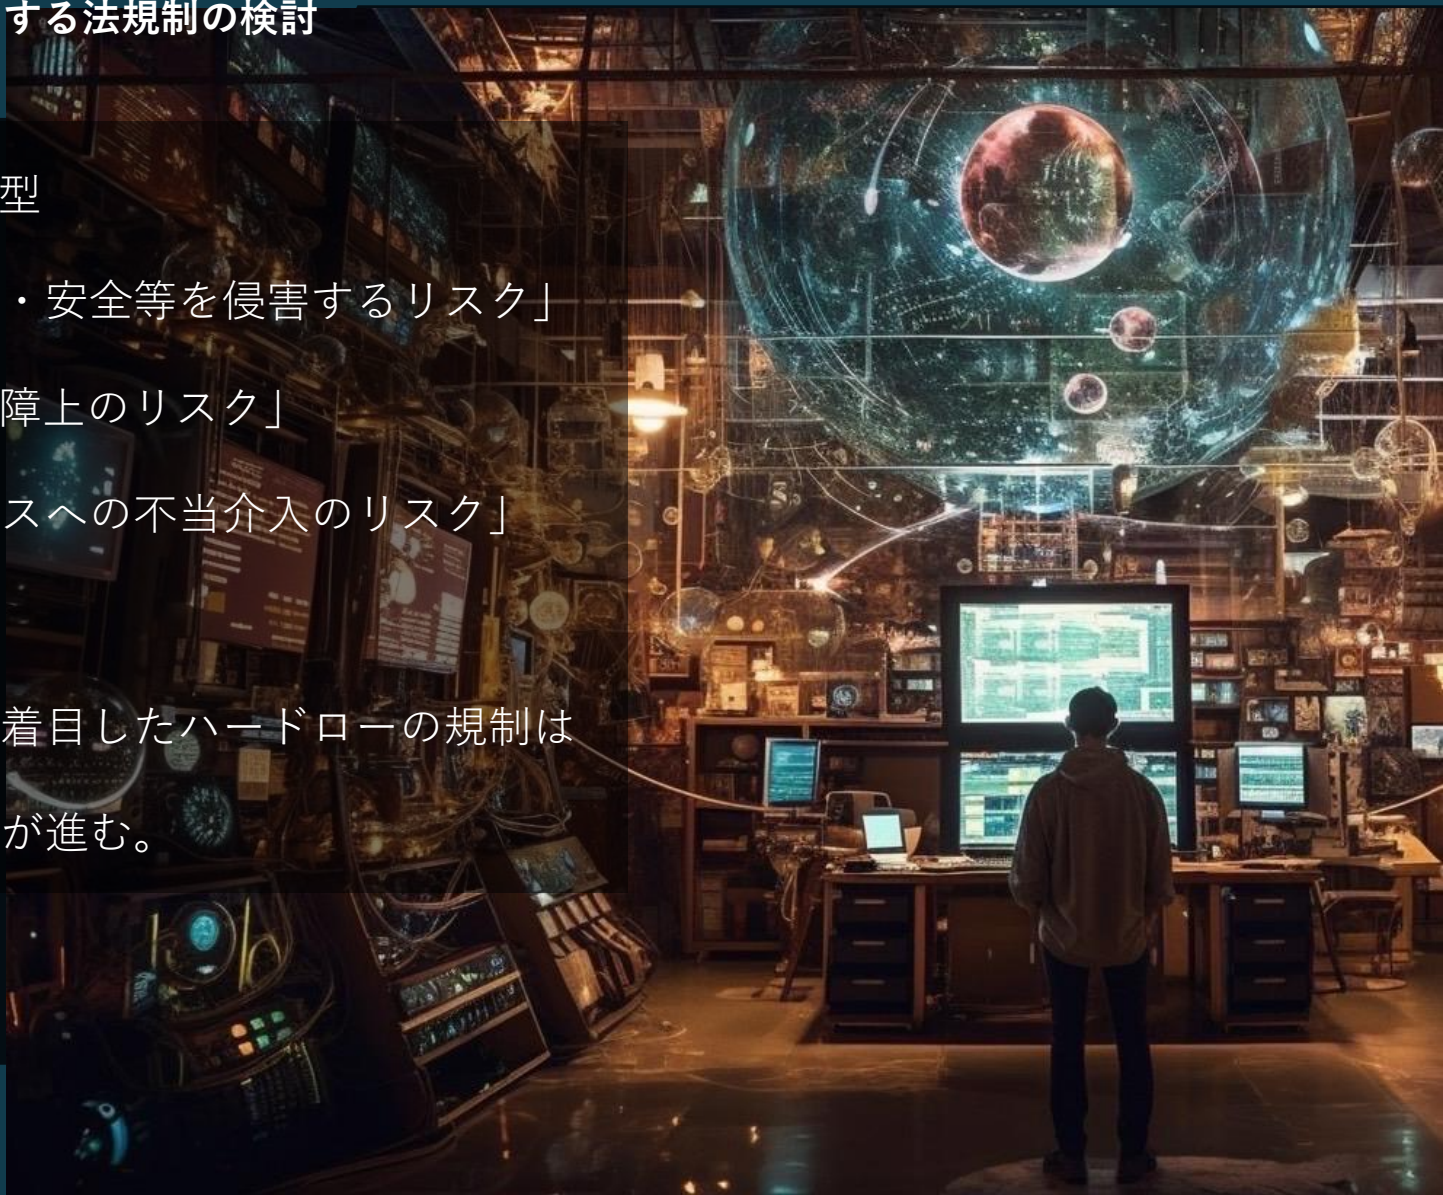 する法規制の検討
型
・安全等を侵害するリスク」
障上のリスク」
スへの不当介入のリスク」
着目したハードローの規制は
が進む。